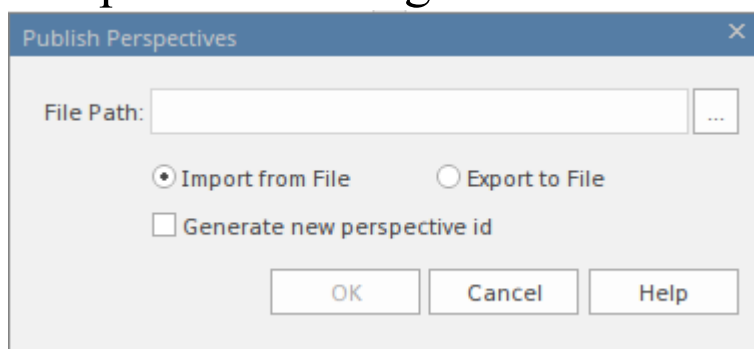 Publish Perspectives
File Path:
...
Import from File Export to File
Generate new perspective id
OK Cancel Help